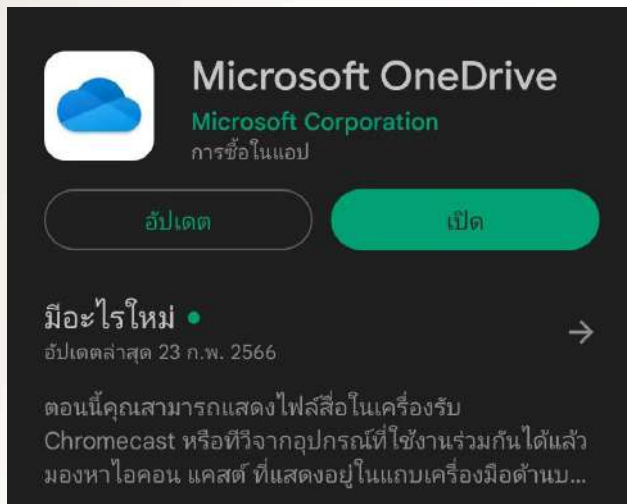 Microsoft OneDrive
Microsoft Corporation
การซื้อในแอป
อัปเดต
เปิด
มีอะไรใหม่
อัปเดตล่าสุด 23 ก.พ. 2566
ตอนนี้คุณสามารถแสดงไฟล์สื่อในเครื่องรับ
Chromecast หรือทีวีจากอุปกรณ์ที่ใช้งานร่วมกันได้แล้ว
มองหาไอคอน แคสต์ ที่แสดงอยู่ในแถบเครื่องมือด้านบ...